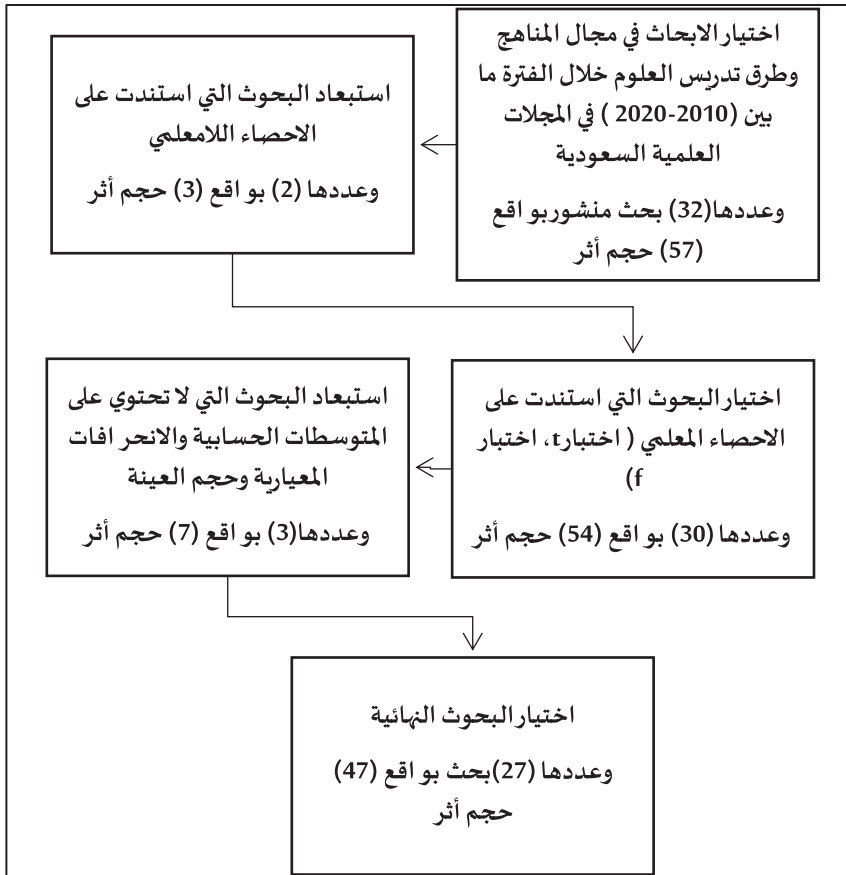 اختيار الابحاث في مجال المناهج
وطرق تدريس العلوم خلال الفترة ما
بين (2010-2020 ) في المجلات
العلمية السعودية
وعددها(32) بحث منشوربو اقع
(57) حجم أثر
استبعاد البحوث التي استندت على
الاحصاء اللامعلمي
وعددها (2) بو اقع (3) حجم أثر
اختيار البحوث التي استندت على
الاحصاء المعلمي ( اختبارt، اختبار
f)
وعددها (30) بو اقع (54) حجم أثر
استبعاد البحوث التي لا تحتوي على
المتوسطات الحسابية والانحر افات
المعيارية وحجم العينة
وعددها(3) بو اقع (7) حجم أثر
اختيار البحوث النهائية
وعددها (27)بحث بو اقع (47)
حجم أثر